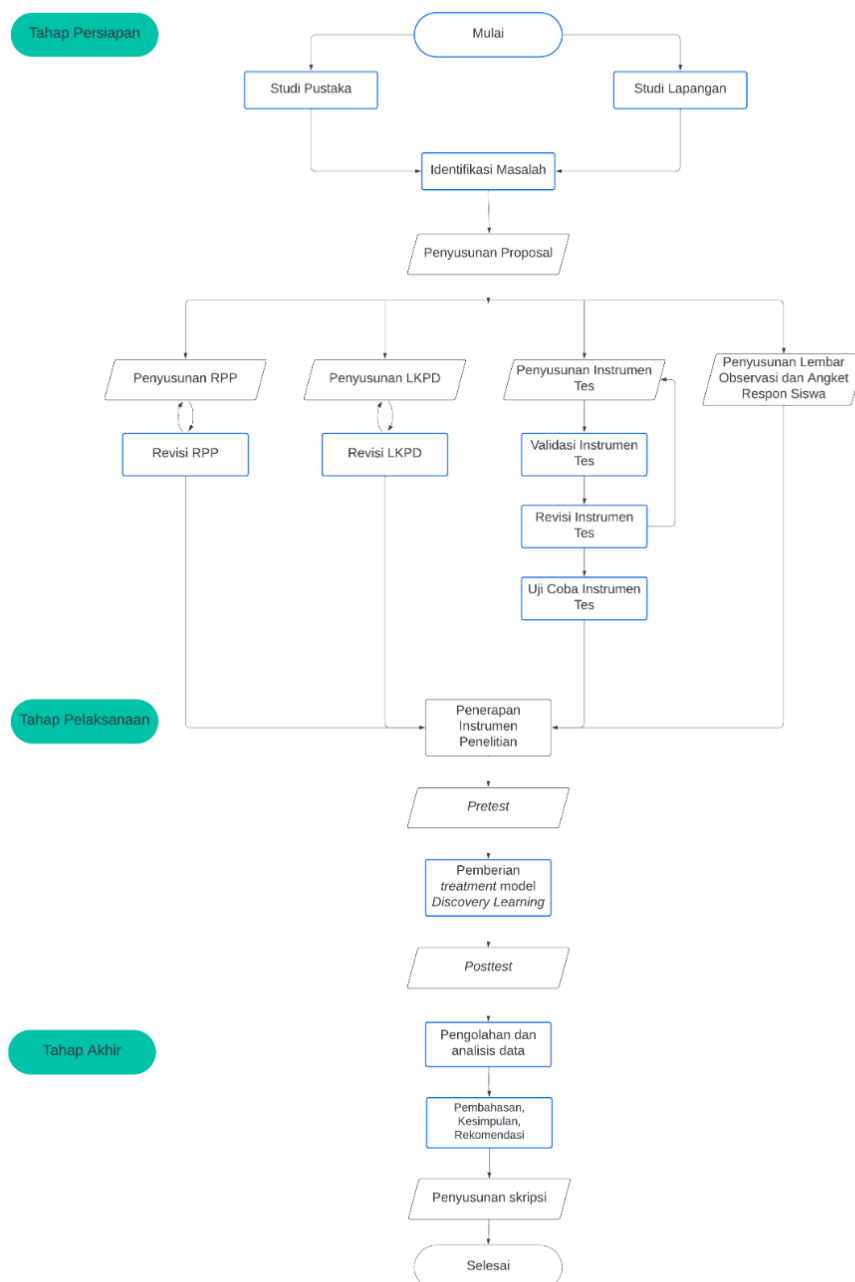 Tahap Persiapan
Mulai
Studi Pustaka
Studi Lapangan
Identifikasi Masalah
Penyusunan Proposal
Penyusunan RPP
Penyusunan LKPD
Penyusunan Instrumen
Tes
Penyusunan Lembar
Observasi dan Angket
Respon Siswa
Revisi RPP
Revisi LKPD
Validasi Instrumen
Tes
Revisi Instrumen
Tes
Uji Coba Instrumen
Tes
Tahap Pelaksanaan
Penerapan
Instrumen
Penelitian
Pretest
Pemberian
treatment model
Discovery Learning
Posttest
Tahap Akhir
Pengolahan dan
analisis data
Pembahasan,
Kesimpulan,
Rekomendasi
Penyusunan skripsi
Selesai